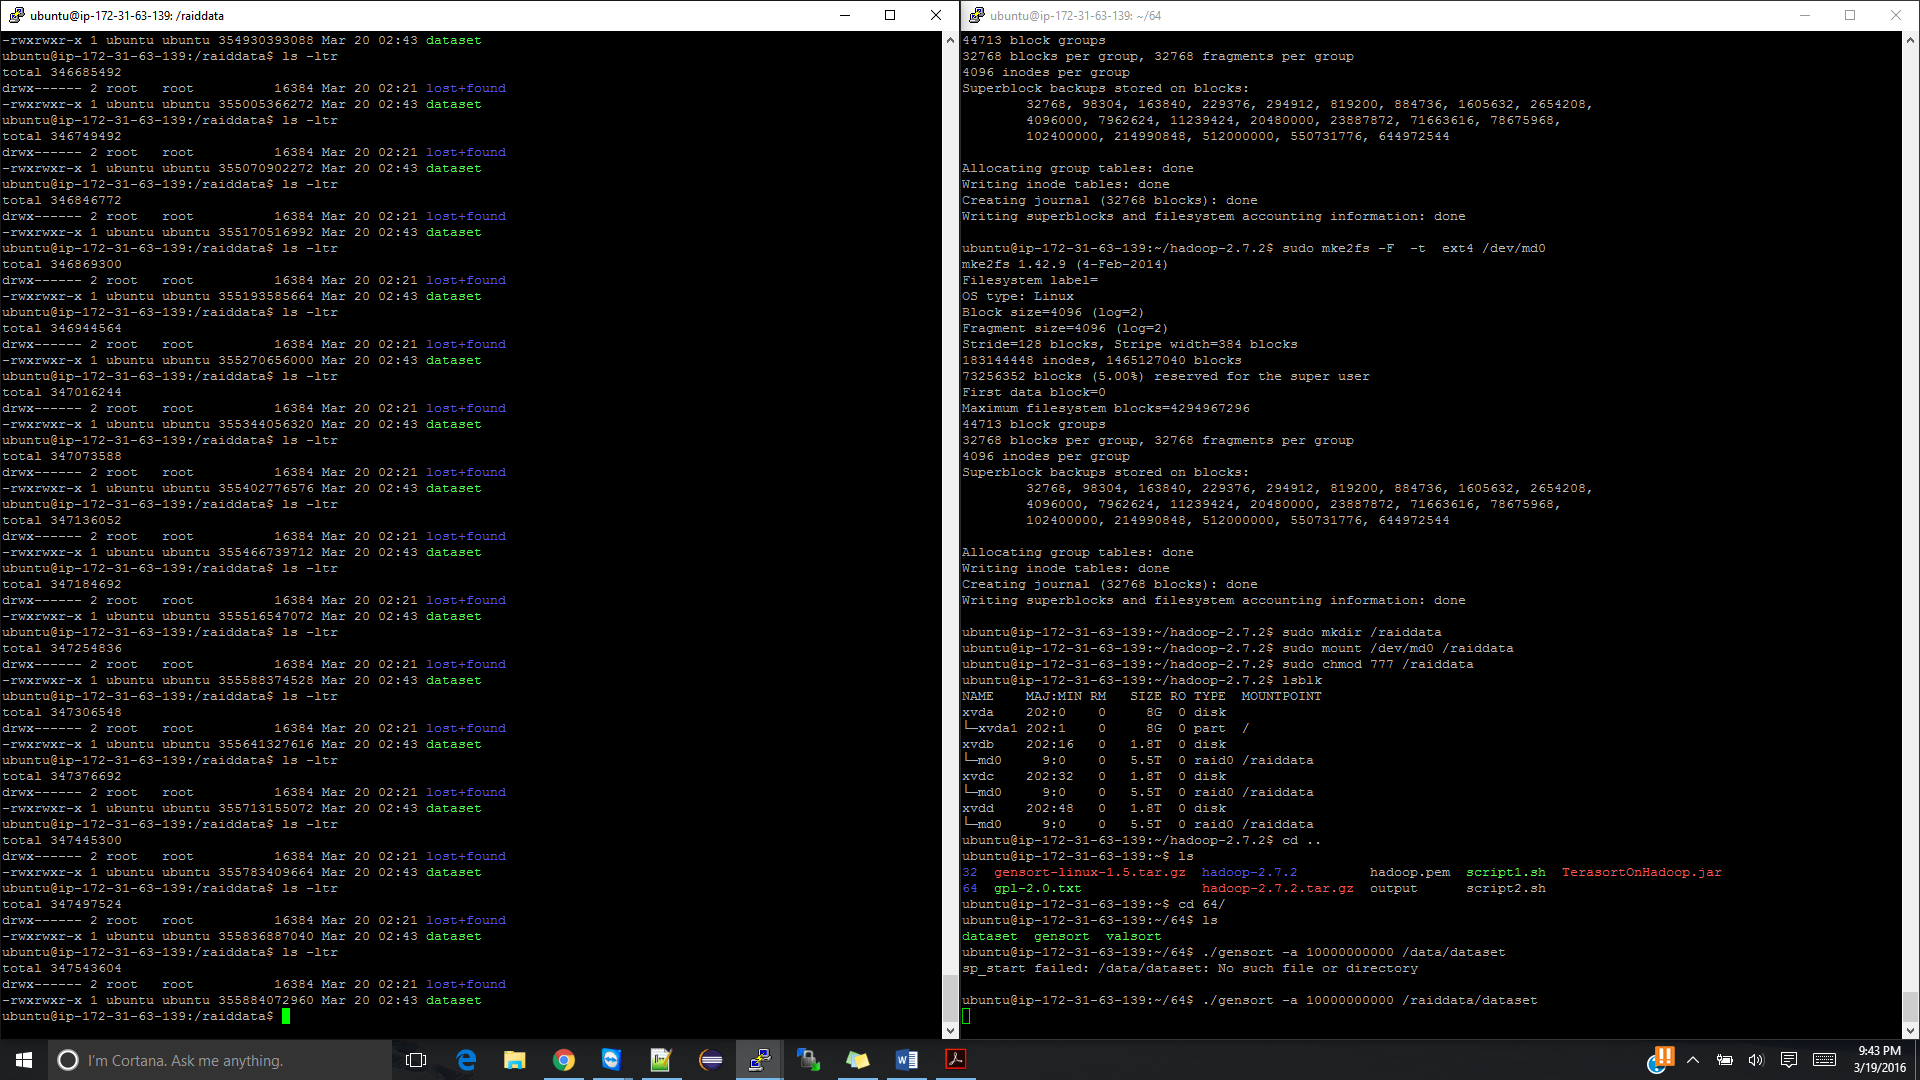 ubuntu@ip-172-31-63-139: /raiddata
-rwxrwxr-x 1 ubuntu ubuntu 354930393088 Mar 20 02:43 dataset
ubuntu@ip-172-31-63-139:/raiddata$ ls -ltr
total 346685492
drwx------ 2 root   root          16384 Mar 20 02:21 lost+found
-rwxrwxr-x 1 ubuntu ubuntu 355005366272 Mar 20 02:43 dataset
ubuntu@ip-172-31-63-139:/raiddata$ ls -ltr
total 346749492
drwx------ 2 root   root          16384 Mar 20 02:21 lost+found
-rwxrwxr-x 1 ubuntu ubuntu 355070902272 Mar 20 02:43 dataset
ubuntu@ip-172-31-63-139:/raiddata$ ls -ltr
total 346846772
drwx------ 2 root   root          16384 Mar 20 02:21 lost+found
-rwxrwxr-x 1 ubuntu ubuntu 355170516992 Mar 20 02:43 dataset
ubuntu@ip-172-31-63-139:/raiddata$ ls -ltr
total 346869300
drwx------ 2 root   root          16384 Mar 20 02:21 lost+found
-rwxrwxr-x 1 ubuntu ubuntu 355193585664 Mar 20 02:43 dataset
ubuntu@ip-172-31-63-139:/raiddata$ ls -ltr
total 346944564
drwx------ 2 root   root          16384 Mar 20 02:21 lost+found
-rwxrwxr-x 1 ubuntu ubuntu 355270656000 Mar 20 02:43 dataset
ubuntu@ip-172-31-63-139:/raiddata$ ls -ltr
total 347016244
drwx------ 2 root   root          16384 Mar 20 02:21 lost+found
-rwxrwxr-x 1 ubuntu ubuntu 355344056320 Mar 20 02:43 dataset
ubuntu@ip-172-31-63-139:/raiddata$ ls -ltr
total 347073588
drwx------ 2 root   root          16384 Mar 20 02:21 lost+found
-rwxrwxr-x 1 ubuntu ubuntu 355402776576 Mar 20 02:43 dataset
ubuntu@ip-172-31-63-139:/raiddata$ ls -ltr
total 347136052
drwx------ 2 root   root          16384 Mar 20 02:21 lost+found
-rwxrwxr-x 1 ubuntu ubuntu 355466739712 Mar 20 02:43 dataset
ubuntu@ip-172-31-63-139:/raiddata$ ls -ltr
total 347184692
drwx------ 2 root   root          16384 Mar 20 02:21 lost+found
-rwxrwxr-x 1 ubuntu ubuntu 355516547072 Mar 20 02:43 dataset
ubuntu@ip-172-31-63-139:/raiddata$ ls -ltr
total 347254836
drwx------ 2 root   root          16384 Mar 20 02:21 lost+found
-rwxrwxr-x 1 ubuntu ubuntu 355588374528 Mar 20 02:43 dataset
ubuntu@ip-172-31-63-139:/raiddata$ ls -ltr
total 347306548
drwx------ 2 root   root          16384 Mar 20 02:21 lost+found
-rwxrwxr-x 1 ubuntu ubuntu 355641327616 Mar 20 02:43 dataset
ubuntu@ip-172-31-63-139:/raiddata$ ls -ltr
total 347376692
drwx------ 2 root   root          16384 Mar 20 02:21 lost+found
-rwxrwxr-x 1 ubuntu ubuntu 355713155072 Mar 20 02:43 dataset
ubuntu@ip-172-31-63-139:/raiddata$ ls -ltr
total 347445300
drwx------ 2 root   root          16384 Mar 20 02:21 lost+found
-rwxrwxr-x 1 ubuntu ubuntu 355783409664 Mar 20 02:43 dataset
ubuntu@ip-172-31-63-139:/raiddata$ ls -ltr
total 347497524
drwx------ 2 root   root          16384 Mar 20 02:21 lost+found
-rwxrwxr-x 1 ubuntu ubuntu 355836887040 Mar 20 02:43 dataset
ubuntu@ip-172-31-63-139:/raiddata$ ls -ltr
total 347543604
drwx------ 2 root   root          16384 Mar 20 02:21 lost+found
-rwxrwxr-x 1 ubuntu ubuntu 355884072960 Mar 20 02:43 dataset
ubuntu@ip-172-31-63-139:/raiddata$
ubuntu@ip-172-31-63-139: ~/64
44713 block groups
32768 blocks per group, 32768 fragments per group
4096 inodes per group
Superblock backups stored on blocks:
        32768, 98304, 163840, 229376, 294912, 819200, 884736, 1605632, 2654208,
        4096000, 7962624, 11239424, 20480000, 23887872, 71663616, 78675968,
        102400000, 214990848, 512000000, 550731776, 644972544
Allocating group tables: done
Writing inode tables: done
Creating journal (32768 blocks): done
Writing superblocks and filesystem accounting information: done
ubuntu@ip-172-31-63-139:~/hadoop-2.7.2$ sudo mke2fs -F  -t  ext4 /dev/md0
mke2fs 1.42.9 (4-Feb-2014)
Filesystem label=
OS type: Linux
Block size=4096 (log=2)
Fragment size=4096 (log=2)
Stride=128 blocks, Stripe width=384 blocks
183144448 inodes, 1465127040 blocks
73256352 blocks (5.00%) reserved for the super user
First data block=0
Maximum filesystem blocks=4294967296
44713 block groups
32768 blocks per group, 32768 fragments per group
4096 inodes per group
Superblock backups stored on blocks:
        32768, 98304, 163840, 229376, 294912, 819200, 884736, 1605632, 2654208,
        4096000, 7962624, 11239424, 20480000, 23887872, 71663616, 78675968,
        102400000, 214990848, 512000000, 550731776, 644972544
Allocating group tables: done
Writing inode tables: done
Creating journal (32768 blocks): done
Writing superblocks and filesystem accounting information: done
ubuntu@ip-172-31-63-139:~/hadoop-2.7.2$ sudo mkdir /raiddata
ubuntu@ip-172-31-63-139:~/hadoop-2.7.2$ sudo mount /dev/md0 /raiddata
ubuntu@ip-172-31-63-139:~/hadoop-2.7.2$ sudo chmod 777 /raiddata
ubuntu@ip-172-31-63-139:~/hadoop-2.7.2$ lsblk
NAME    MAJ:MIN RM   SIZE RO TYPE  MOUNTPOINT
xvda    202:0    0     8G  0 disk
└─xvda1 202:1    0     8G  0 part  /
xvdb    202:16   0   1.8T  0 disk
└─md0     9:0    0   5.5T  0 raid0 /raiddata
xvdc    202:32   0   1.8T  0 disk
└─md0     9:0    0   5.5T  0 raid0 /raiddata
xvdd    202:48   0   1.8T  0 disk
└─md0     9:0    0   5.5T  0 raid0 /raiddata
ubuntu@ip-172-31-63-139:~/hadoop-2.7.2$ cd ..
ubuntu@ip-172-31-63-139:~$ ls
32  gensort-linux-1.5.tar.gz  hadoop-2.7.2         hadoop.pem  script1.sh  TerasortOnHadoop.jar
64  gpl-2.0.txt               hadoop-2.7.2.tar.gz  output      script2.sh
ubuntu@ip-172-31-63-139:~$ cd 64/
ubuntu@ip-172-31-63-139:~/64$ ls
dataset  gensort  valsort
ubuntu@ip-172-31-63-139:~/64$ ./gensort -a 10000000000 /data/dataset
sp_start failed: /data/dataset: No such file or directory
ubuntu@ip-172-31-63-139:~/64$ ./gensort -a 10000000000 /raiddata/dataset
I'm Cortana. Ask me anything.
9:43 PM
3/19/2016